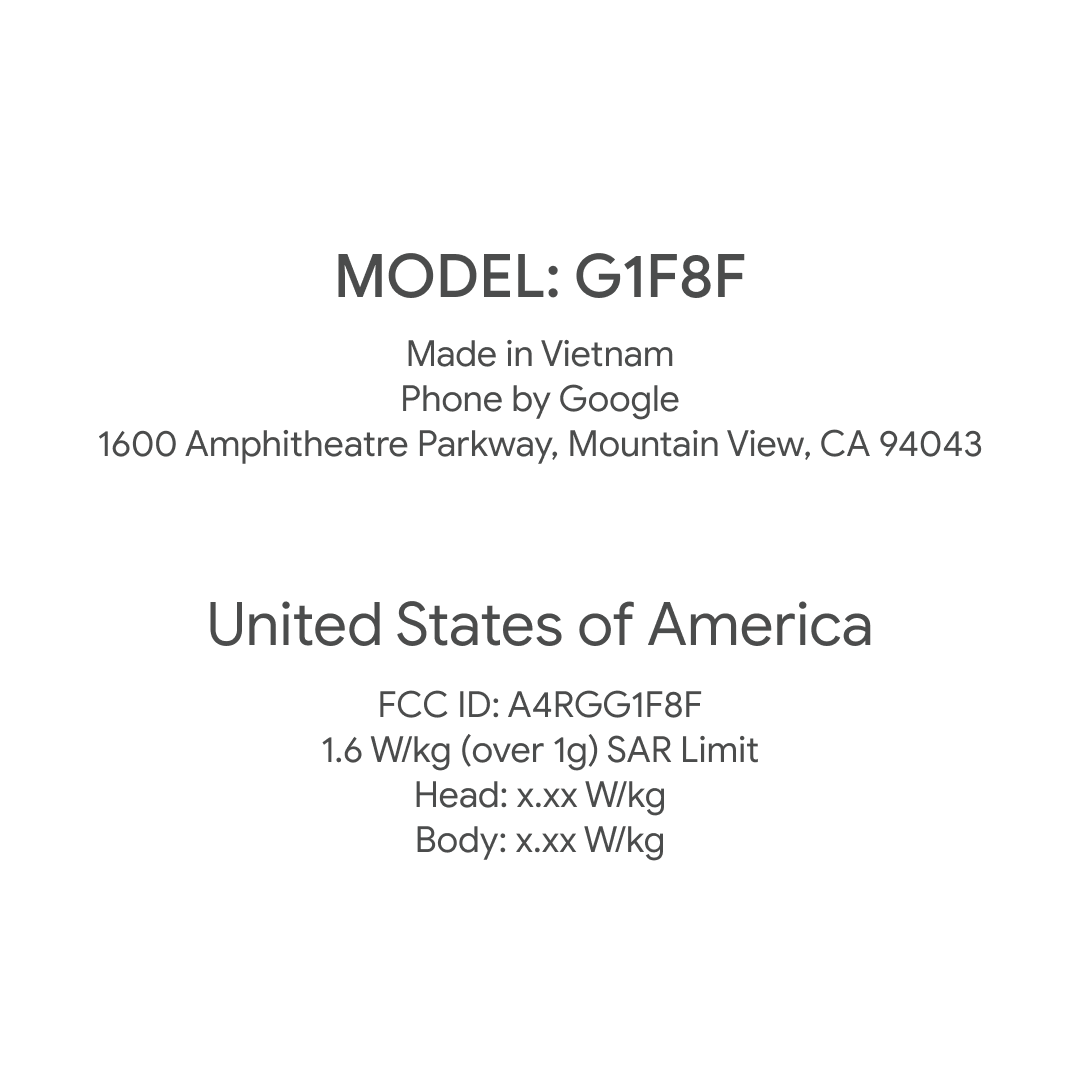 MODEL: G1F8F
Made in Vietnam
Phone by Google
1600 Amphitheatre Parkway, Mountain View, CA 94043
United States of America
FCC ID: A4RGG1F8F
1.6 W/kg (over 1g) SAR Limit
Head: x.xx W/kg
Body: x.xx W/kg